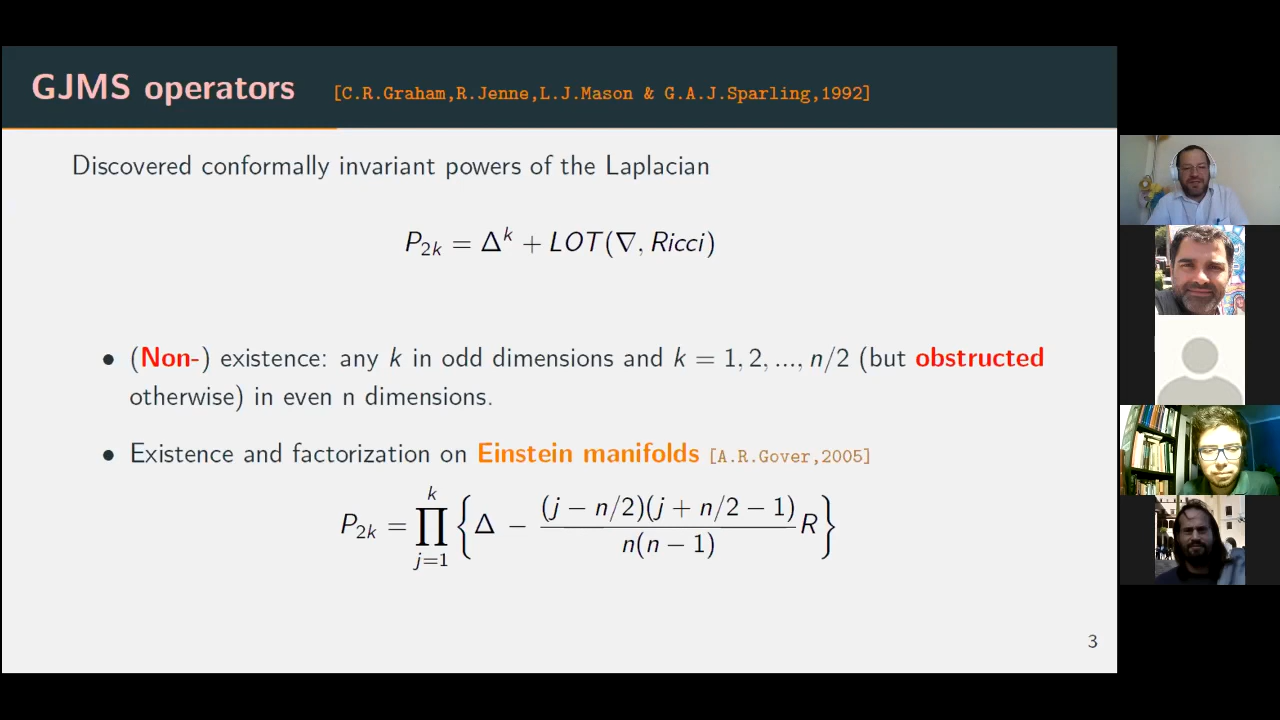 GJMS operators [C.R.Graham,R.Jenne,L.J.Mason & G.A.J.Sparling,1992]
Discovered conformally invariant powers of the Laplacian
P_{2k} = Δ^k + LOT(∇, Ricci)
• (Non-) existence: any k in odd dimensions and k = 1, 2, ..., n/2 (but obstructed
otherwise) in even n dimensions.
• Existence and factorization on Einstein manifolds [A.R.Gover,2005]
P_{2k} = ∏_{j=1}^{k} { Δ − \frac{(j − n/2)(j + n/2 − 1)}{n(n − 1)} R }
3